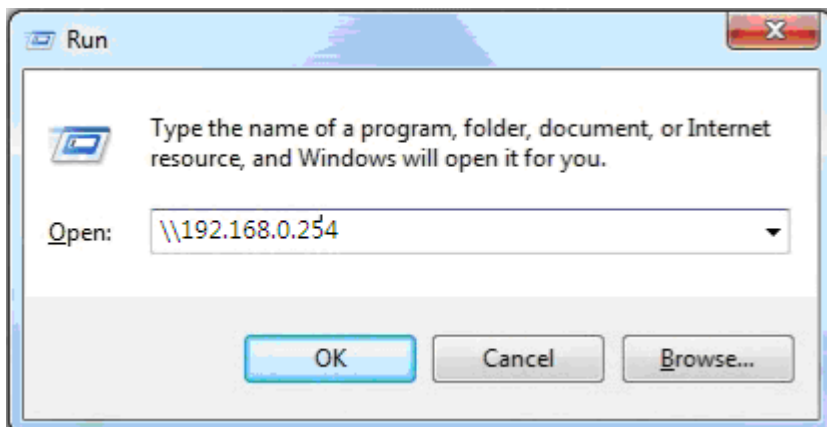 Run
Type the name of a program, folder, document, or Internet
resource, and Windows will open it for you.
Open: \\192.168.0.254
OK Cancel Browse...